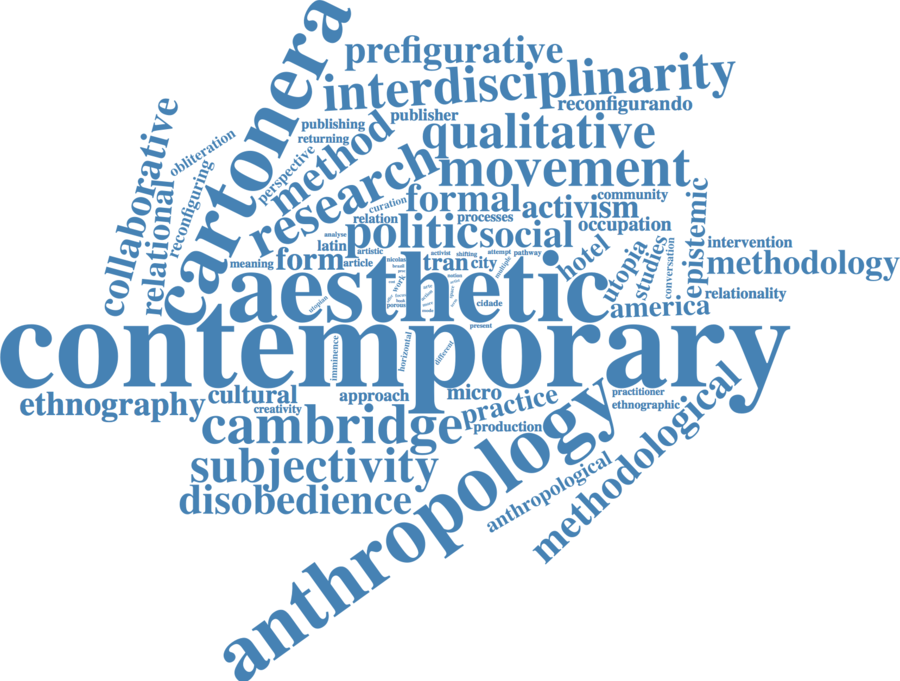 prefigurative
interdisciplinarity
cartonera
reconfigurando
collaborative
obliteration
publishing
publisher
returning
method
qualitative
perspective
research
movement
relational
reconfiguring
curation
formal
community
activism
relation
processes
occupation
epistemic
analyse
latin
politic
social
artistic
activist
shifting
attempt
pathway
hotel
utopia
studies
conversation
intervention
meaning
form
article
nicolas
tran
city
multiple
methodology
aesthetic
work
porous
cidade
utopian
america
relationality
present
contemporary
imminence
horizontal
different
ethnography
cultural
creativity
approach
micro
practice
practitioner
ethnographic
cambridge
production
anthropology
methodological
subjectivity
anthropological
disobedience